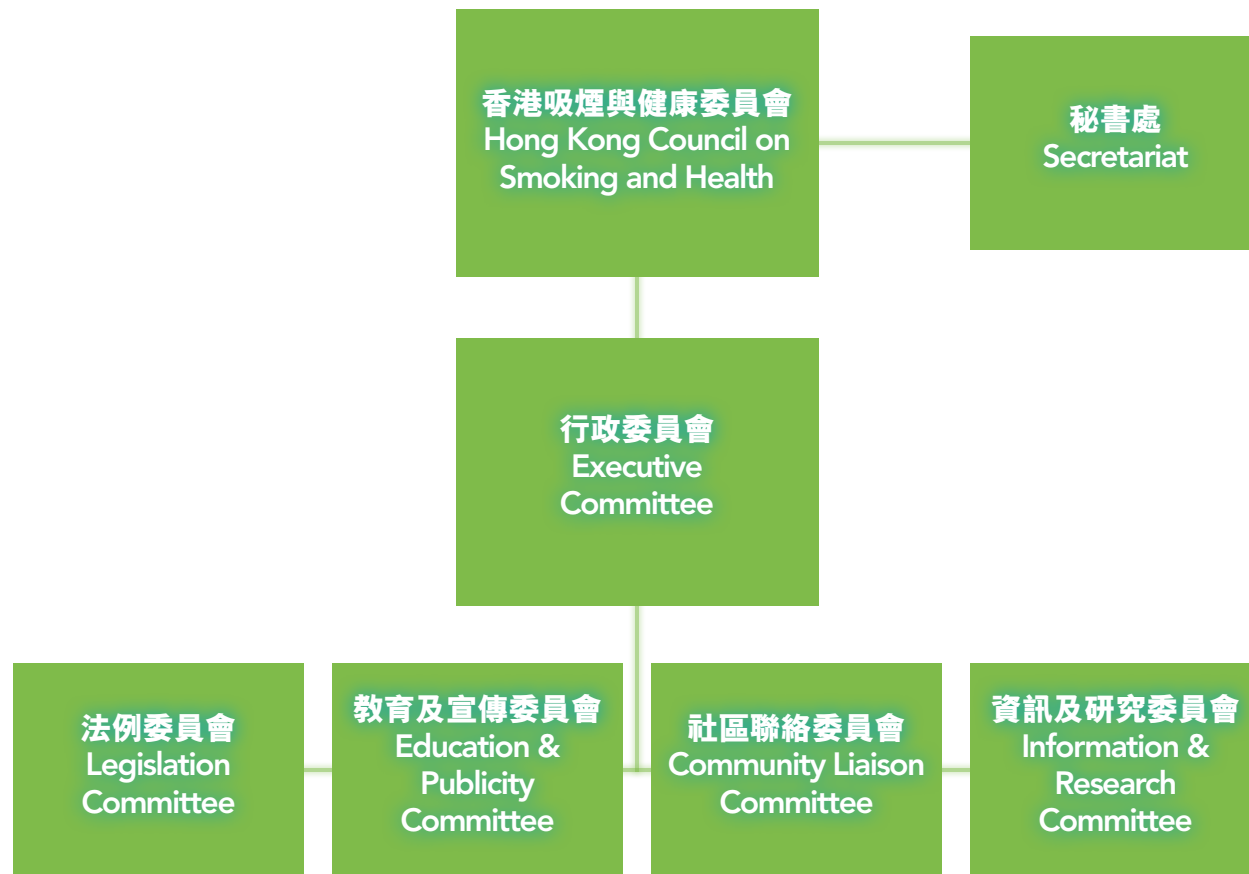 香港吸煙與健康委員會
Hong Kong Council on
Smoking and Health
秘書處
Secretariat
行政委員會
Executive
Committee
法例委員會
Legislation
Committee
教育及宣傳委員會
Education &
Publicity
Committee
社區聯絡委員會
Community Liaison
Committee
資訊及研究委員會
Information &
Research
Committee